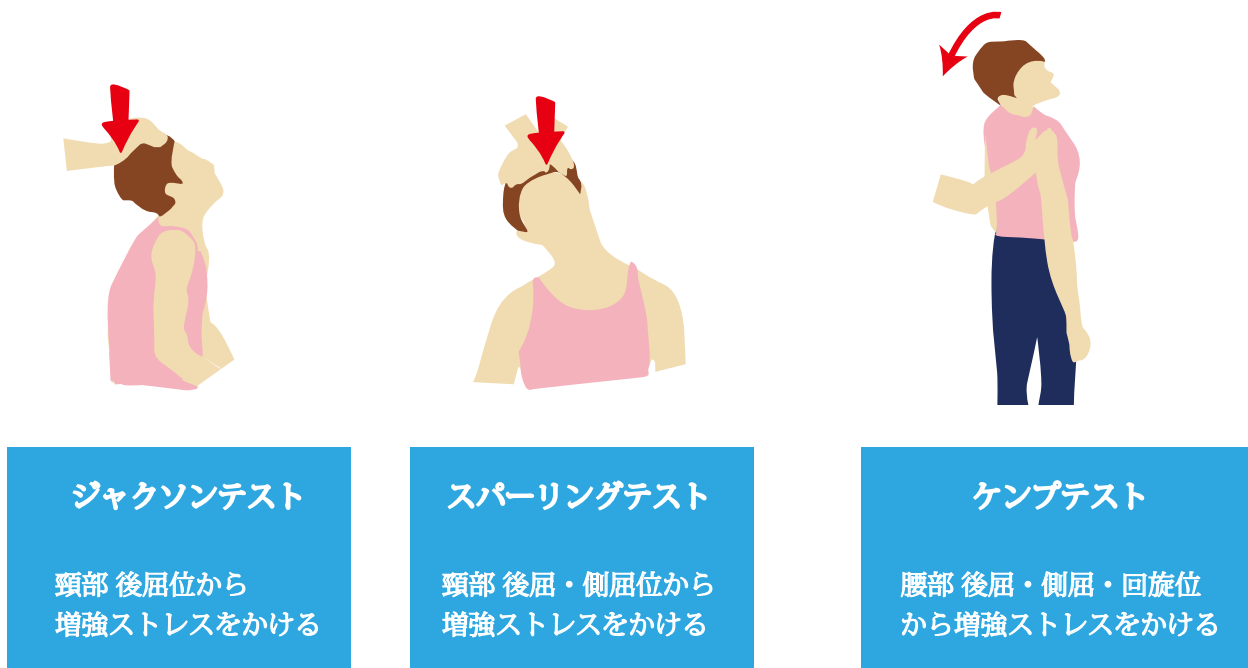 ジャクソンテスト
頸部 後屈位から
増強ストレスをかける
スパーリングテスト
頸部 後屈・側屈位から
増強ストレスをかける
ケンプテスト
腰部 後屈・側屈・回旋位
から増強ストレスをかける